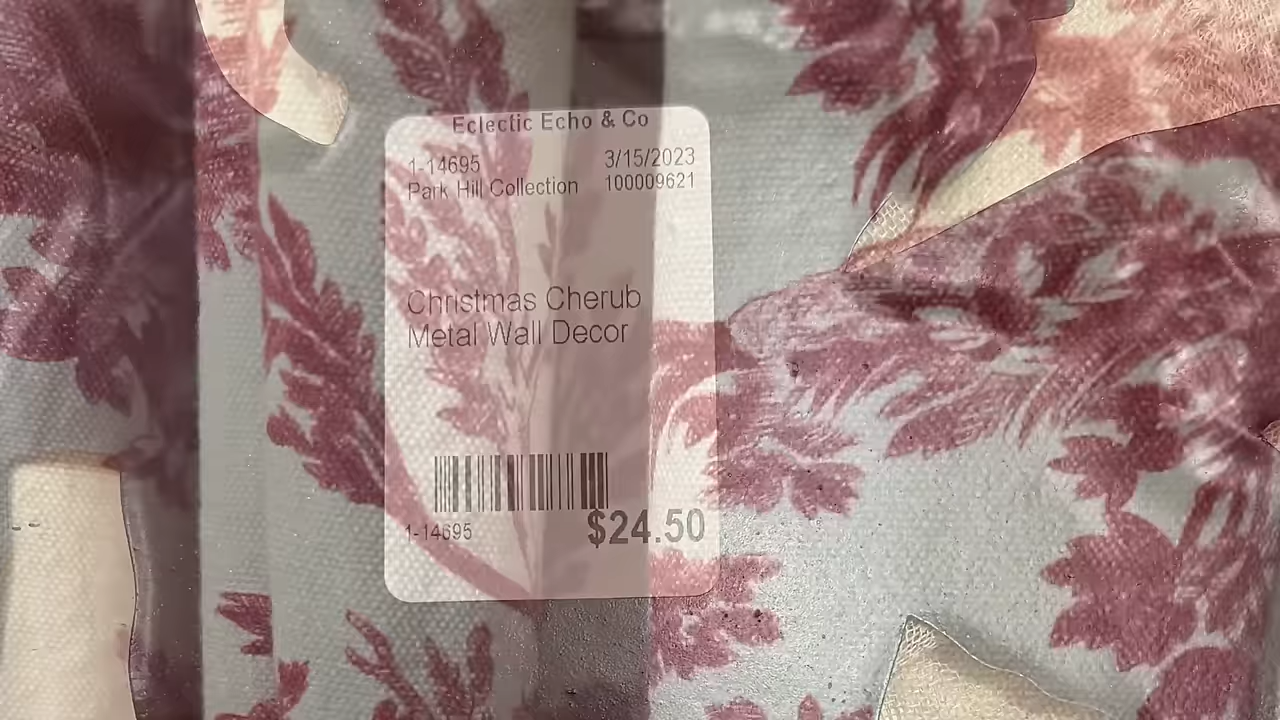 Eclectic Echo & Co
1-14695 3/15/2023
Park Hill Collection 100009621
Christmas Cherub
Metal Wall Decor
1-14695 $24.50